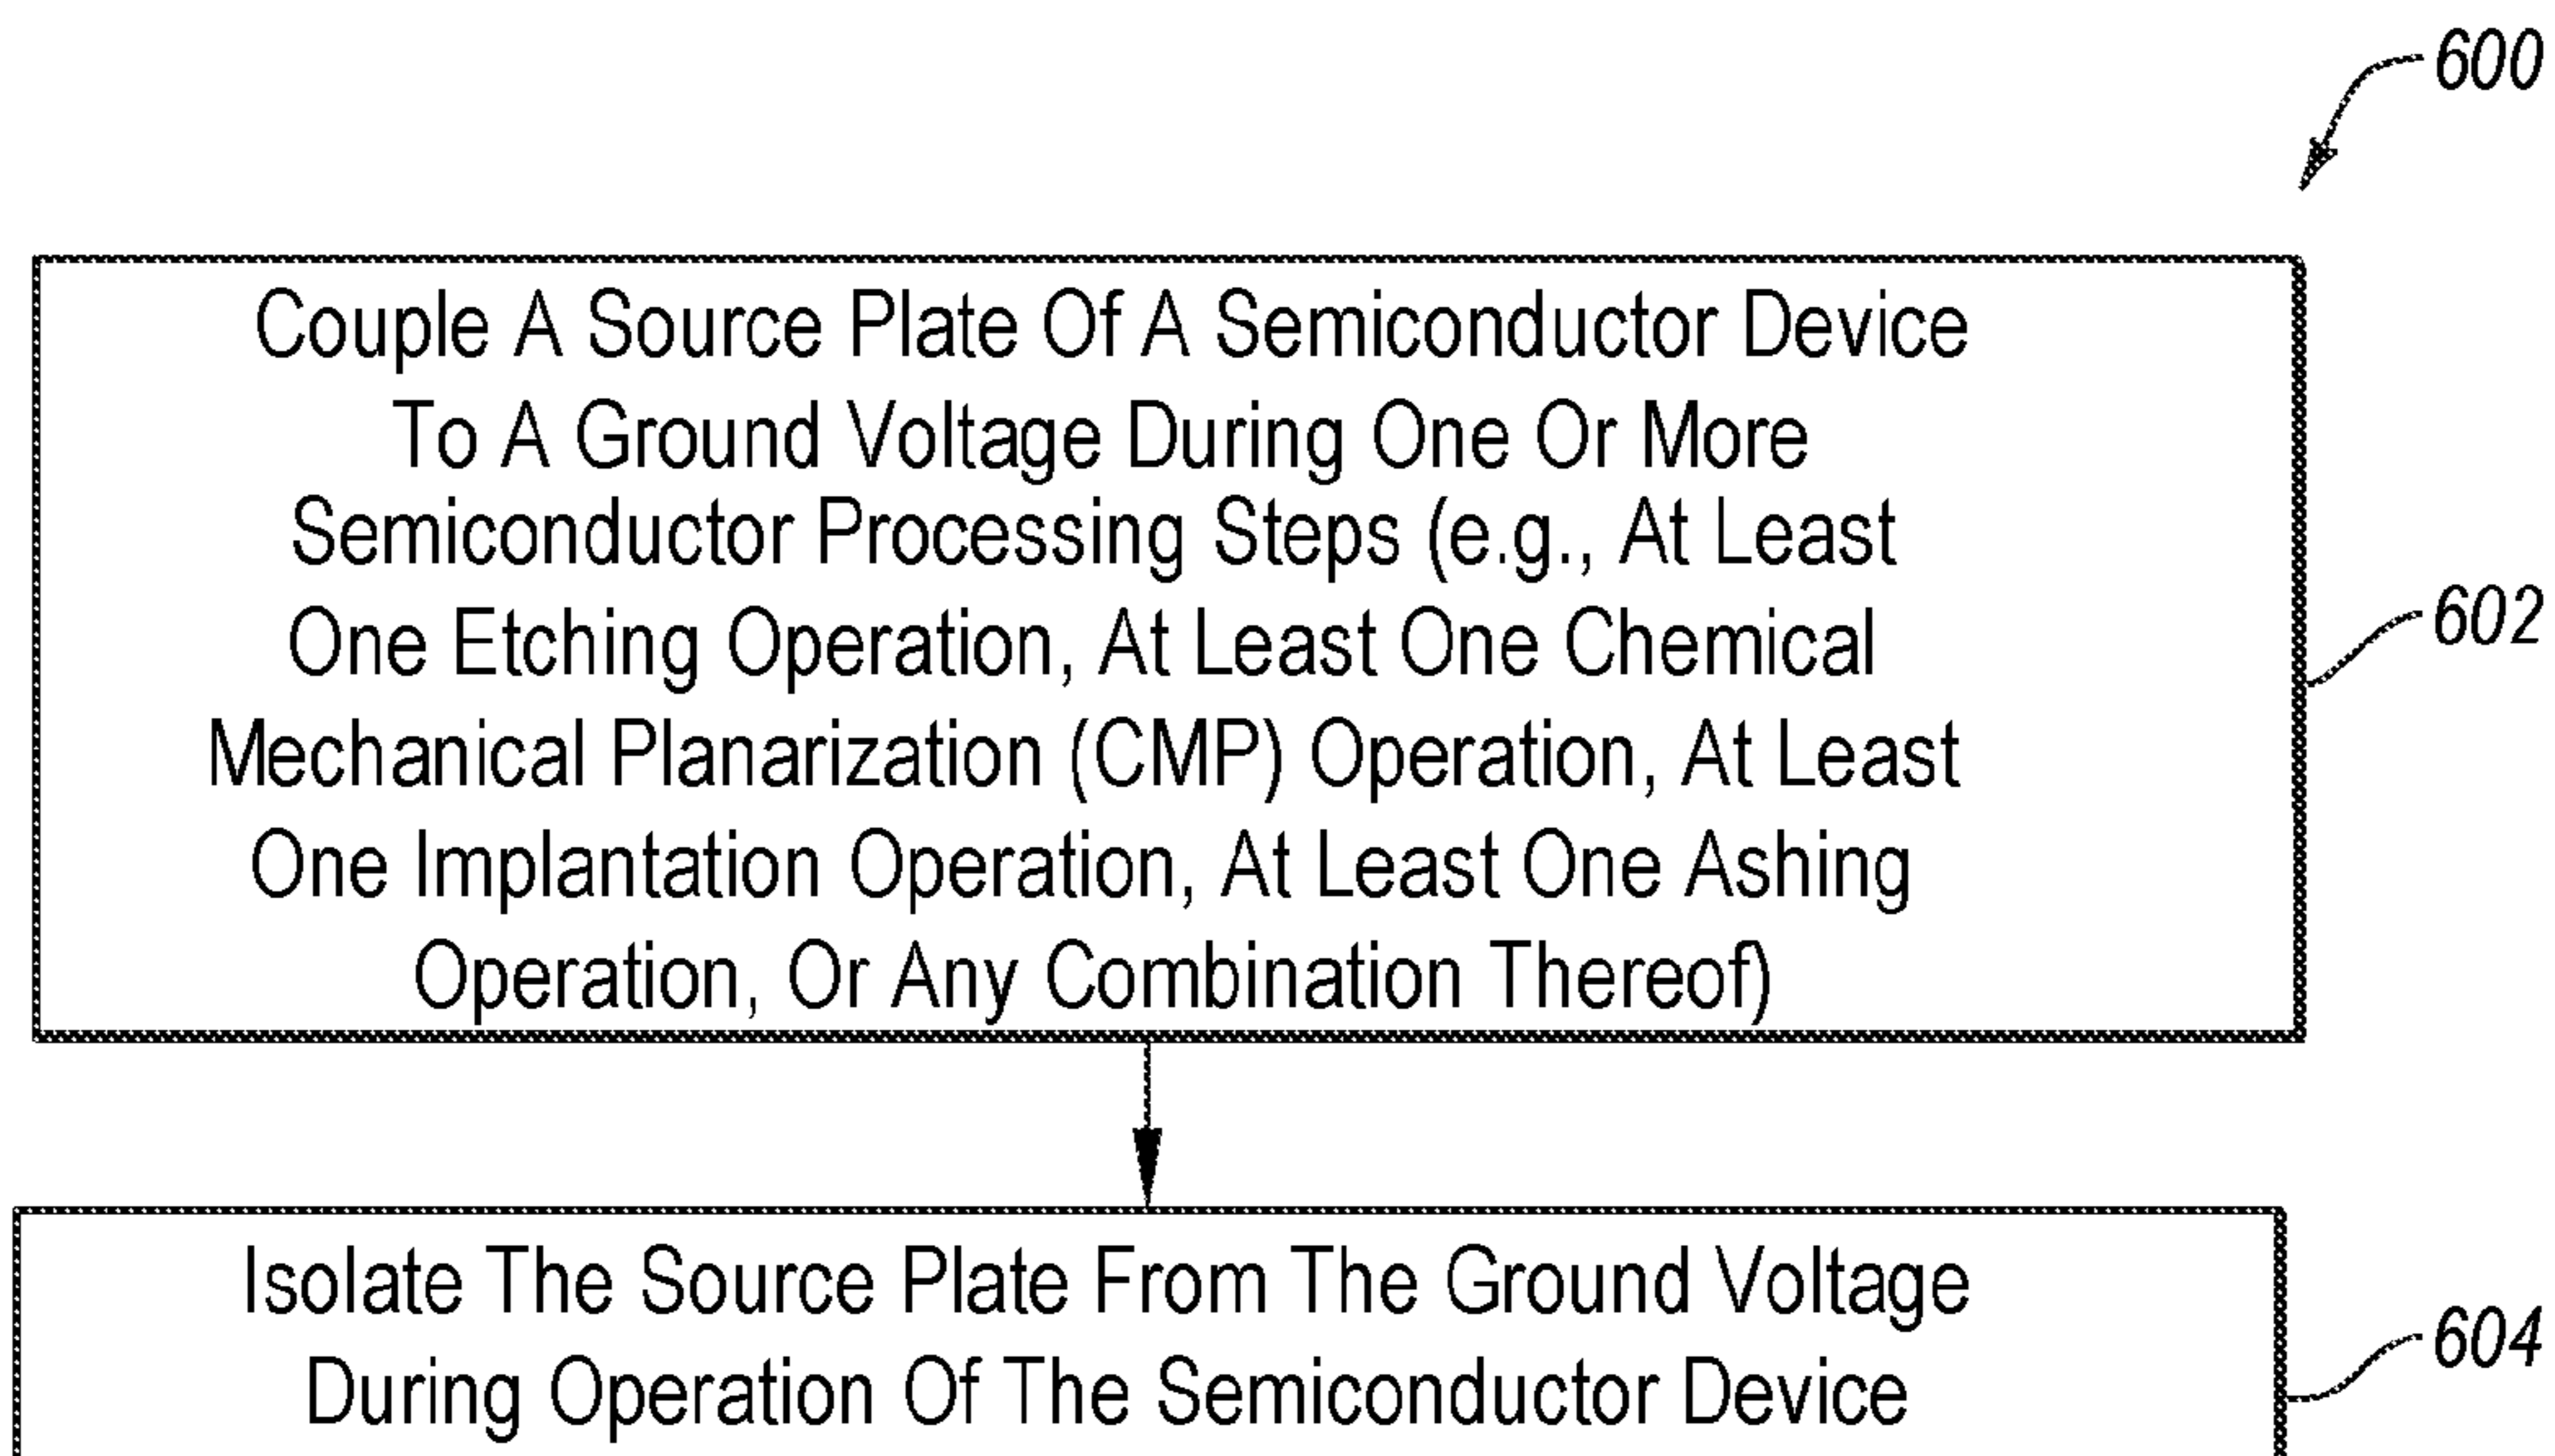 600
Couple A Source Plate Of A Semiconductor Device
To A Ground Voltage During One Or More
Semiconductor Processing Steps (e.g., At Least
One Etching Operation, At Least One Chemical
Mechanical Planarization (CMP) Operation, At Least
One Implantation Operation, At Least One Ashing
Operation, Or Any Combination Thereof)
602
Isolate The Source Plate From The Ground Voltage
During Operation Of The Semiconductor Device
604